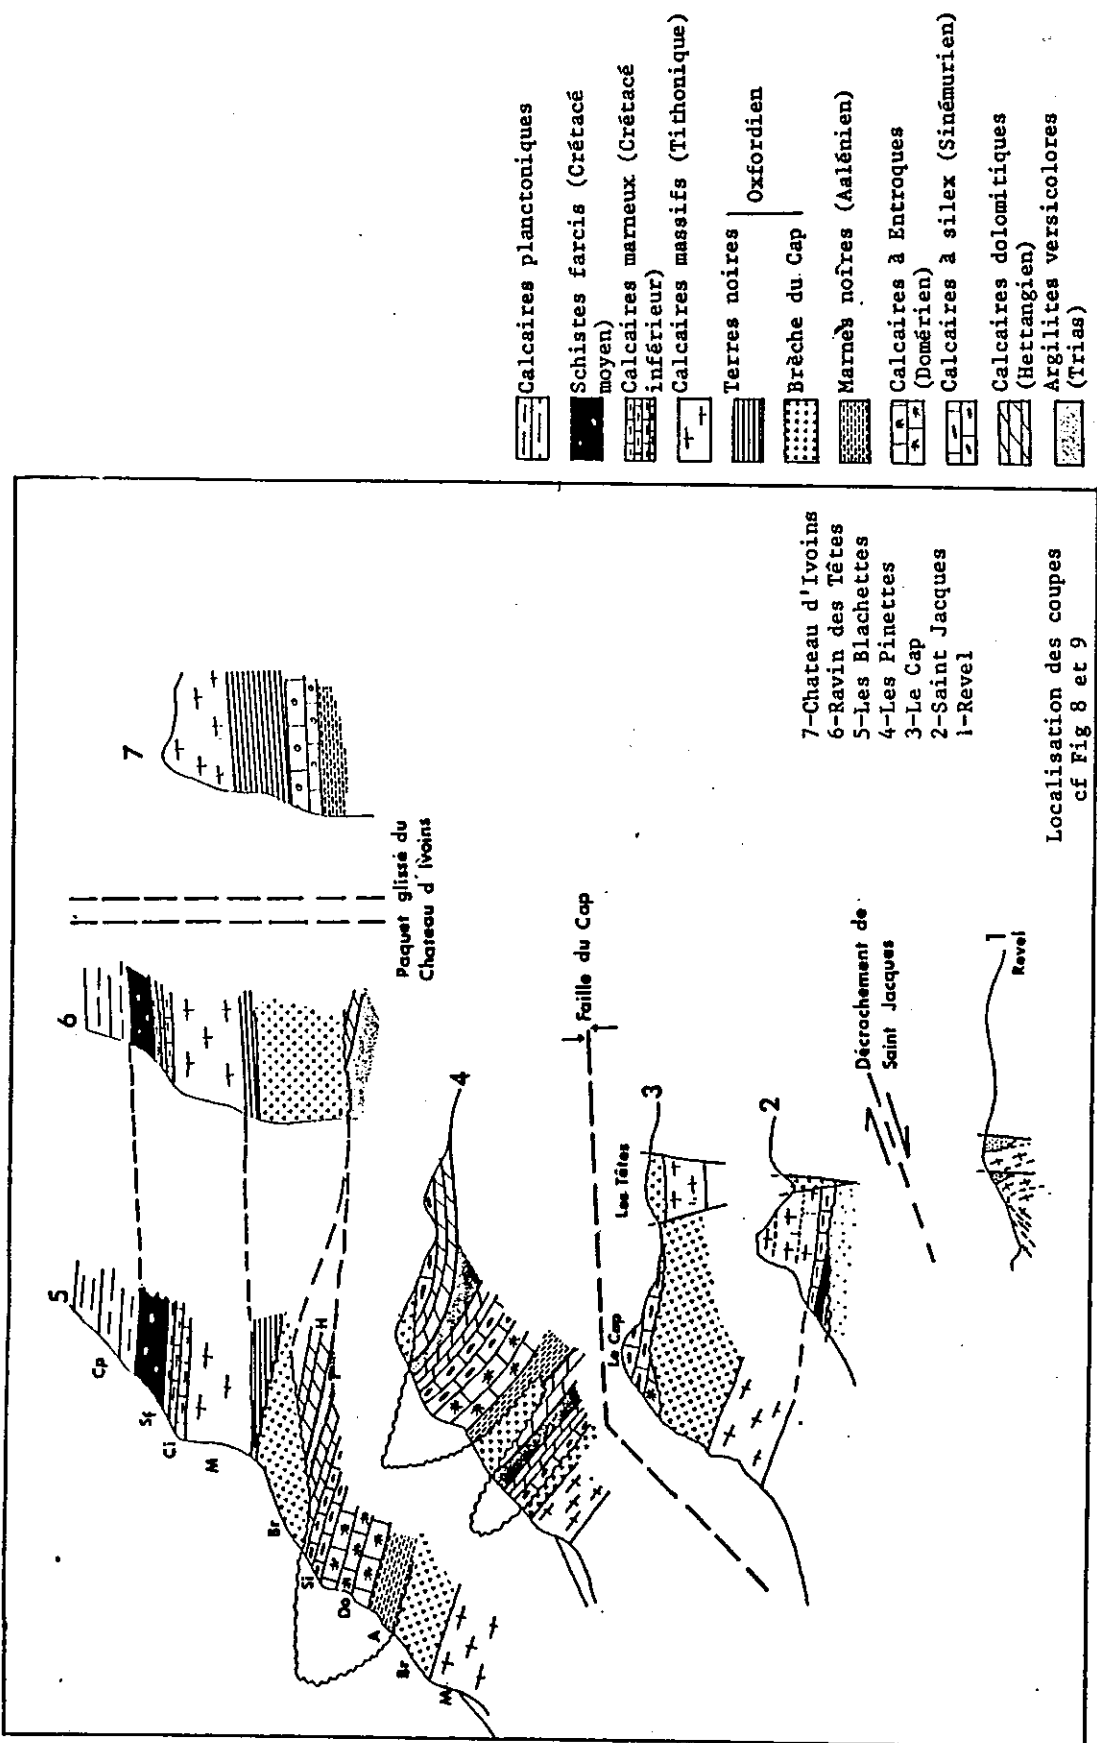 5
Cp
Sf
Ci
M
Br
Si
Do
A
Br
M
H
T
6
Paquet glissé du
Chateau d'Ivoins
7
4
Faille du Cap
Les Têtes
Le Cap
3
2
Décrochement de
Saint Jacques
1
Revel
7-Chateau d'Ivoins
6-Ravin des Têtes
5-Les Blachettes
4-Les Pinettes
3-Le Cap
2-Saint Jacques
1-Revel
Localisation des coupes
cf Fig 8 et 9
Calcaires planctoniques
Schistes farcis (Crétacé
moyen)
Calcaires marneux (Crétacé
inférieur)
Calcaires massifs (Tithonique)
Terres noires
Oxfordien
Brèche du Cap
Marnes noires (Aalénien)
Calcaires à Entroques
(Domérien)
Calcaires à silex (Sinémurien)
Calcaires dolomitiques
(Hettangien)
Argilites versicolores
(Trias)